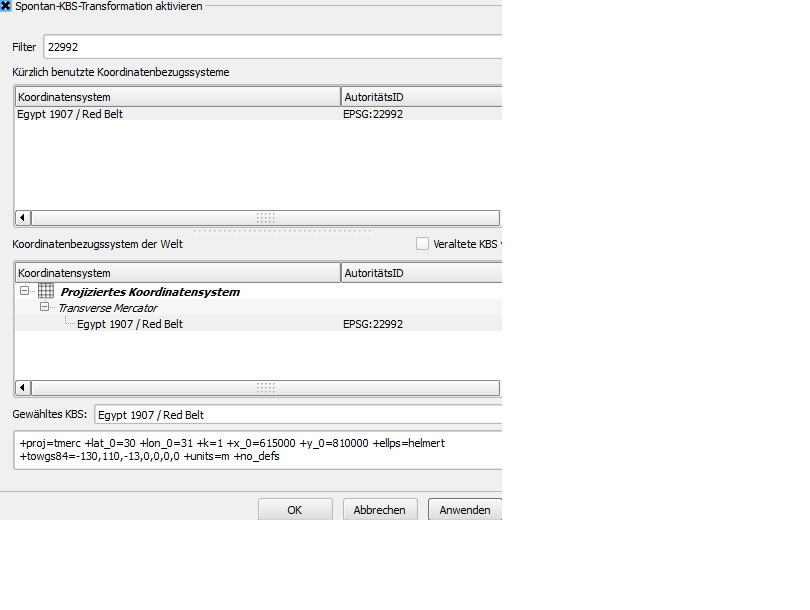 Spontan-KBS-Transformation aktivieren
Filter 22992
Kürzlich benutzte Koordinatenbezugssysteme
Koordinatensystem AutoritätsID
Egypt 1907 / Red Belt EPSG:22992
Koordinatenbezugssystem der Welt Veraltete KBS
Koordinatensystem AutoritätsID
Projiziertes Koordinatensystem
Transverse Mercator
Egypt 1907 / Red Belt EPSG:22992
Gewähltes KBS: Egypt 1907 / Red Belt
+proj=tmerc +lat_0=30 +lon_0=31 +k=1 +x_0=615000 +y_0=810000 +ellps=helmert
+towgs84=-130,110,-13,0,0,0,0 +units=m +no_defs
OK Abbrechen Anwenden